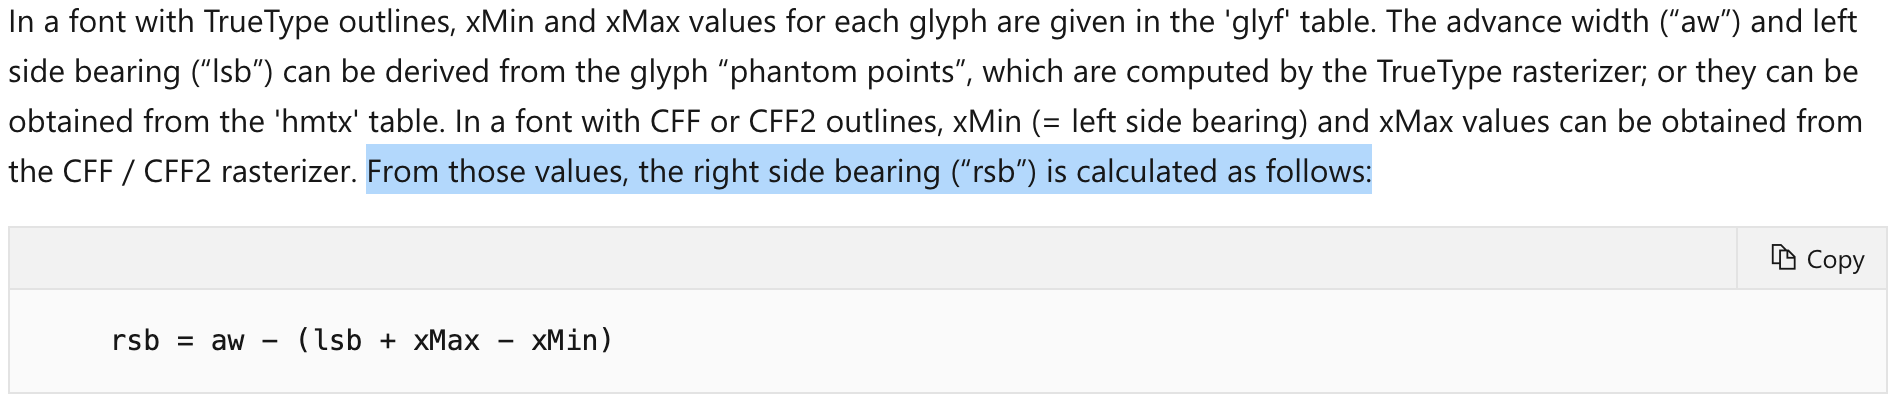 In a font with TrueType outlines, xMin and xMax values for each glyph are given in the 'glyf' table. The advance width (“aw”) and left
side bearing (“lsb”) can be derived from the glyph “phantom points”, which are computed by the TrueType rasterizer; or they can be
obtained from the 'hmtx' table. In a font with CFF or CFF2 outlines, xMin (= left side bearing) and xMax values can be obtained from
the CFF / CFF2 rasterizer. From those values, the right side bearing (“rsb”) is calculated as follows:
Copy
rsb = aw - (lsb + xMax - xMin)